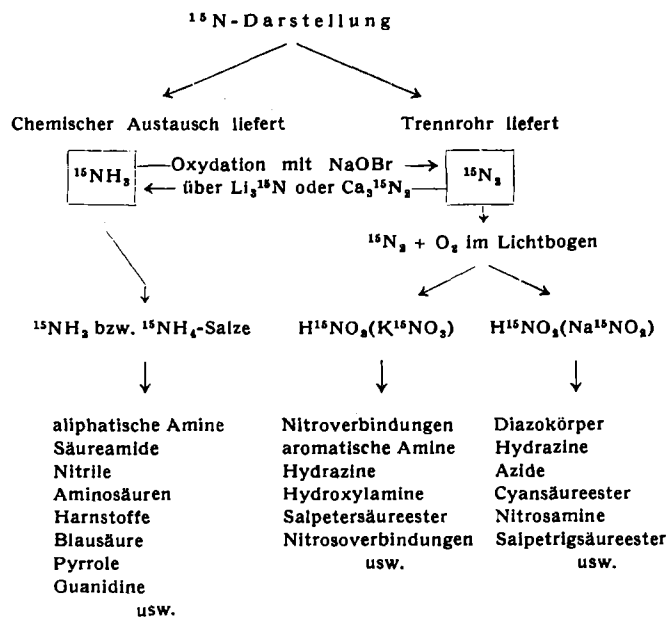 ¹⁵N-Darstellung
Chemischer Austausch liefert
Trennrohr liefert
¹⁵NH₃
Oxydation mit NaOBr
über Li₃¹⁵N oder Ca₃¹⁵N₂
¹⁵N₂
¹⁵N₂ + O₂ im Lichtbogen
¹⁵NH₃ bzw. ¹⁵NH₄-Salze
H¹⁵NO₃(K¹⁵NO₃)
H¹⁵NO₂(Na¹⁵NO₂)
aliphatische Amine
Säureamide
Nitrile
Aminosäuren
Harnstoffe
Blausäure
Pyrrole
Guanidine
usw.
Nitroverbindungen
aromatische Amine
Hydrazine
Hydroxylamine
Salpetersäureester
Nitrosoverbindungen
usw.
Diazokörper
Hydrazine
Azide
Cyansäureester
Nitrosamine
Salpetrigsäureester
usw.